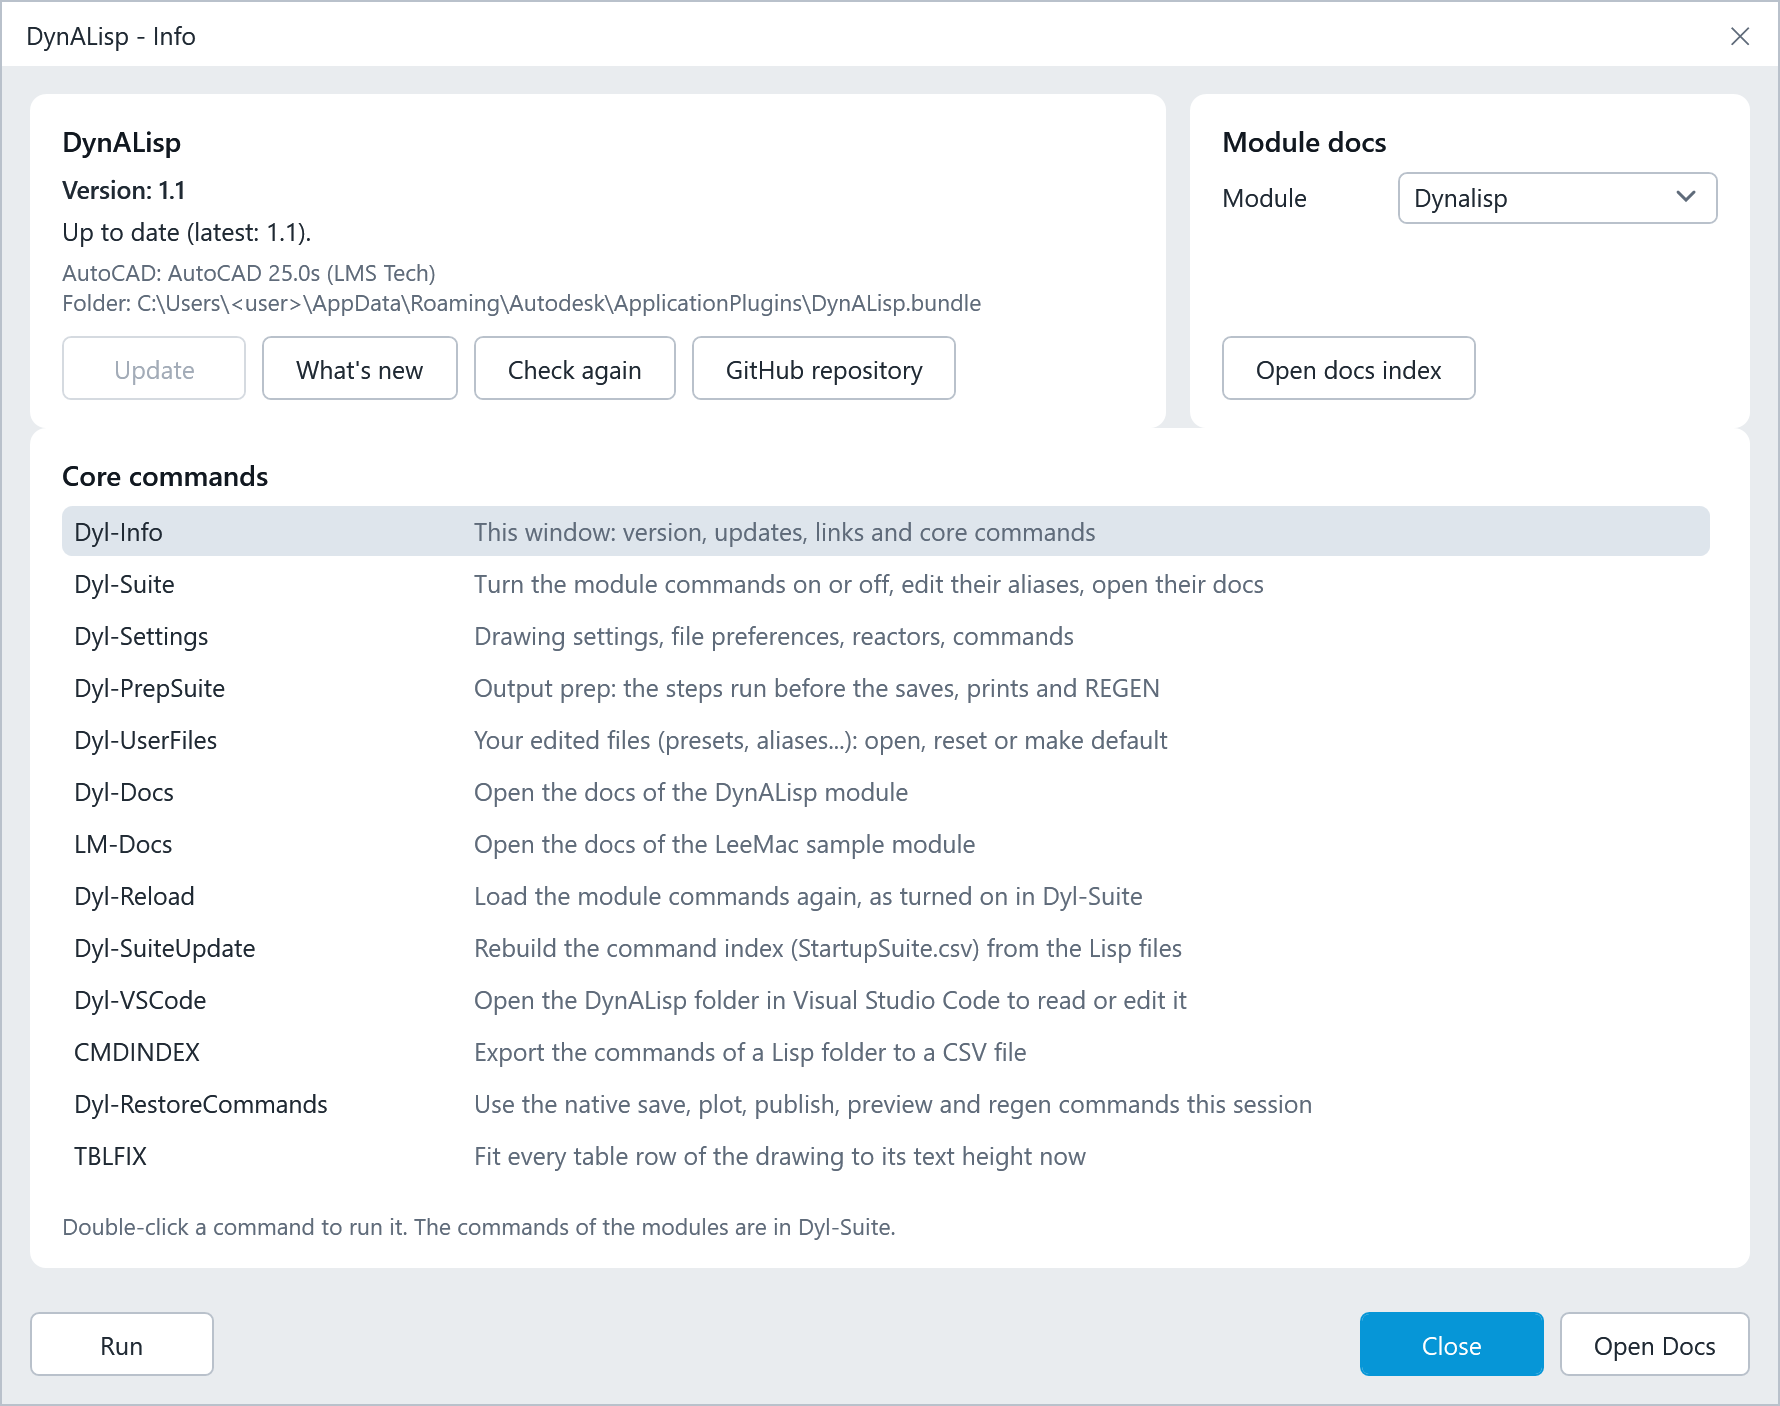 DynALisp - Info
DynALisp
Version: 1.1
Up to date (latest: 1.1).
AutoCAD: AutoCAD 25.0s (LMS Tech)
Folder: C:\Users\<user>\AppData\Roaming\Autodesk\ApplicationPlugins\DynALisp.bundle
Update What's new Check again GitHub repository
Module docs
Module Dynalisp
Open docs index
Core commands
Dyl-Info This window: version, updates, links and core commands
Dyl-Suite Turn the module commands on or off, edit their aliases, open their docs
Dyl-Settings Drawing settings, file preferences, reactors, commands
Dyl-PrepSuite Output prep: the steps run before the saves, prints and REGEN
Dyl-UserFiles Your edited files (presets, aliases...): open, reset or make default
Dyl-Docs Open the docs of the DynALisp module
LM-Docs Open the docs of the LeeMac sample module
Dyl-Reload Load the module commands again, as turned on in Dyl-Suite
Dyl-SuiteUpdate Rebuild the command index (StartupSuite.csv) from the Lisp files
Dyl-VSCode Open the DynALisp folder in Visual Studio Code to read or edit it
CMDINDEX Export the commands of a Lisp folder to a CSV file
Dyl-RestoreCommands Use the native save, plot, publish, preview and regen commands this session
TBLFIX Fit every table row of the drawing to its text height now
Double-click a command to run it. The commands of the modules are in Dyl-Suite.
Run Close Open Docs